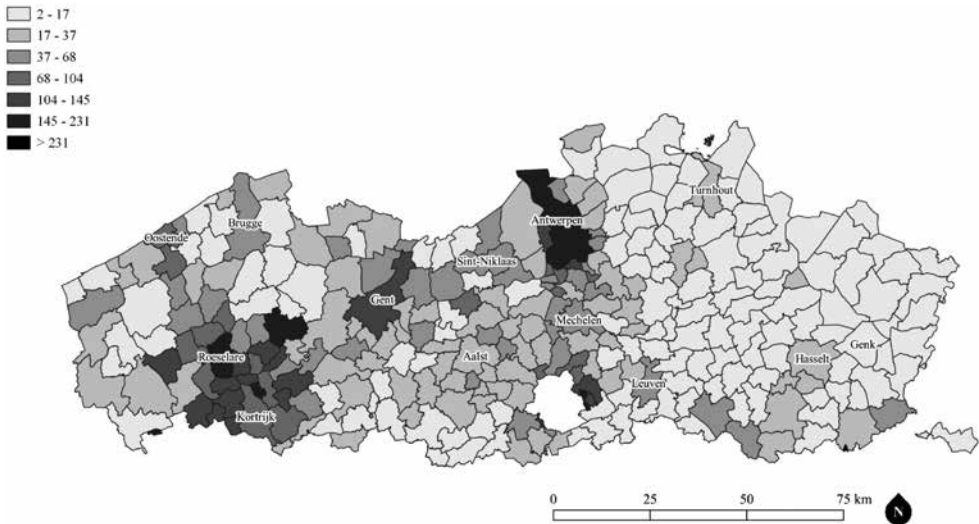 2 - 17
17 - 37
37 - 68
68 - 104
104 - 145
145 - 231
> 231
Turnhout
Antwerpen
Brugge
Oostende
Sint-Niklaas
Gent
Mechelen
Roeselare
Aalst
Genk
Hasselt
Leuven
Kortrijk
0 25 50 75 km
N